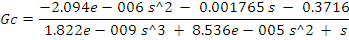 Gc = (-2.094e - 006 s^2 - 0.001765 s - 0.3716) / (1.822e - 009 s^3 + 8.536e - 005 s^2 + s)